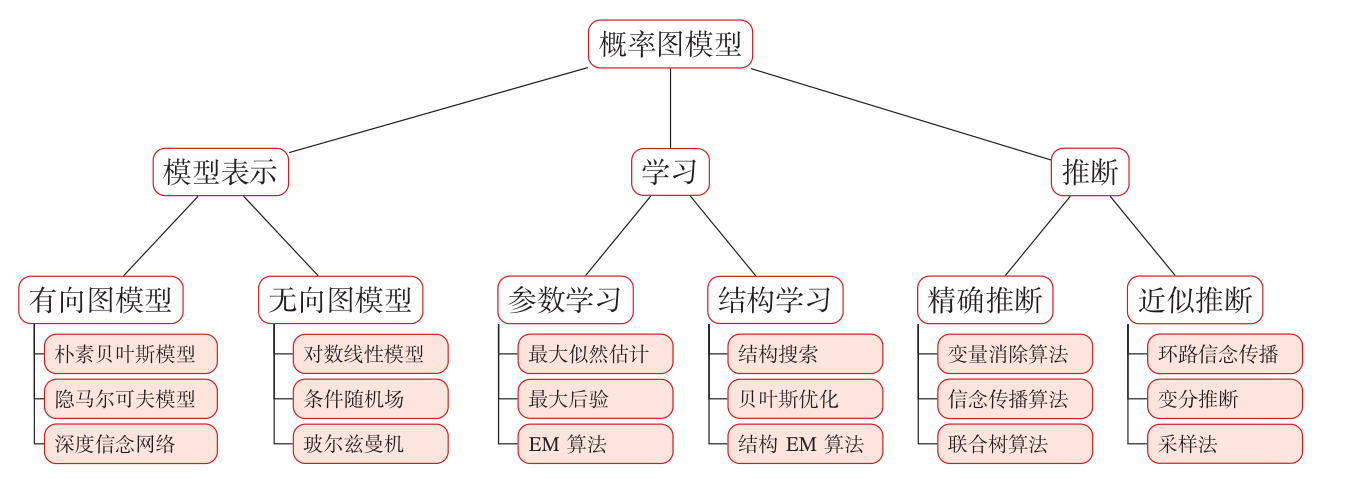 概率图模型
模型表示
学习
推断
有向图模型
无向图模型
参数学习
结构学习
精确推断
近似推断
朴素贝叶斯模型
对数线性模型
最大似然估计
结构搜索
变量消除算法
环路信念传播
隐马尔可夫模型
条件随机场
最大后验
贝叶斯优化
信念传播算法
变分推断
深度信念网络
玻尔兹曼机
EM 算法
结构 EM 算法
联合树算法
采样法